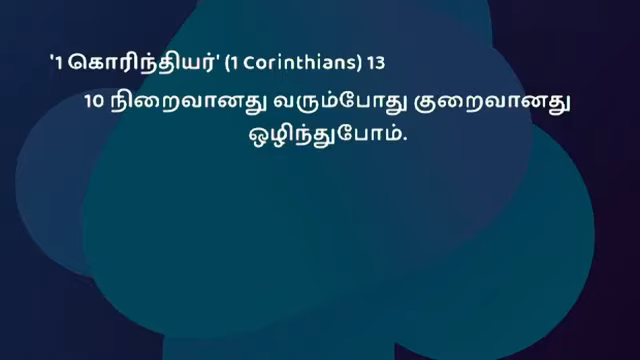 '1 கொரிந்தியர்' (1 Corinthians) 13
10 நிறைவானது வரும்போது குறைவானது
ஒழிந்துபோம்.